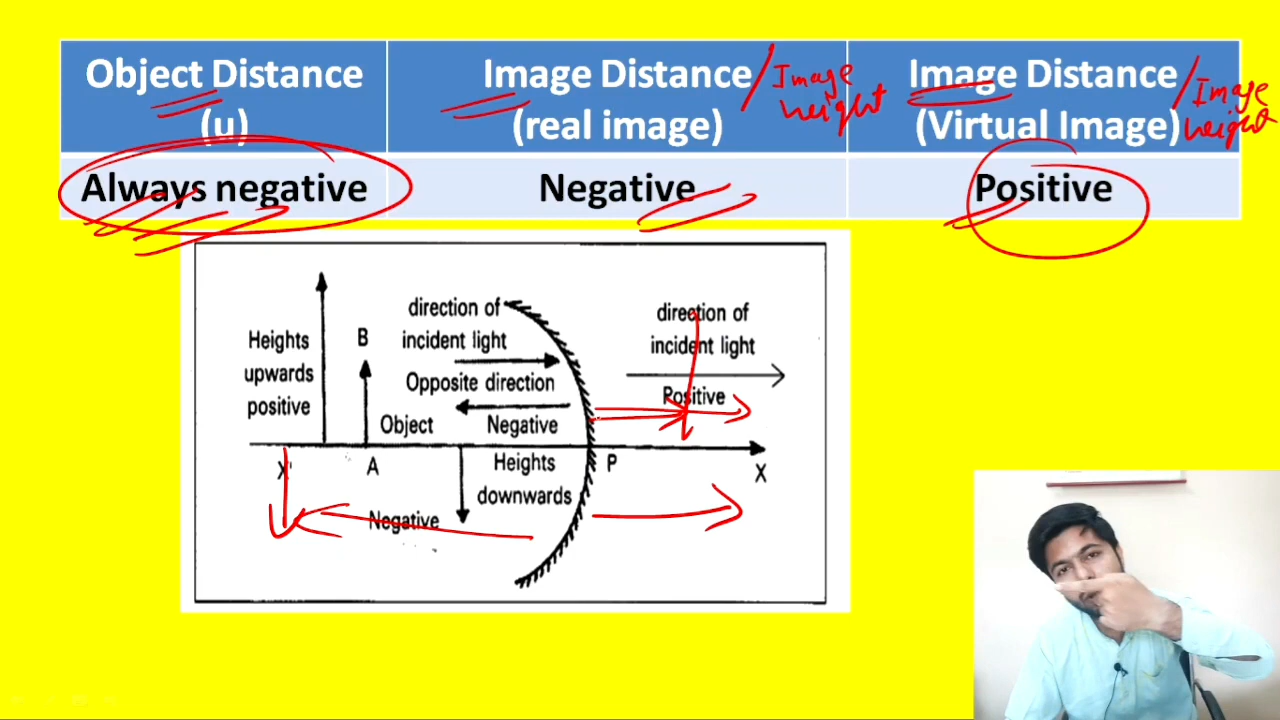 Object Distance
(u)
Image Distance
(real image)
/ Image
height
Image Distance
(Virtual Image)
/ Image
height
Always negative
Negative
Positive
Heights
upwards
positive
B
direction of
incident light
Opposite direction
Object
Negative
direction of
incident light
Positive
X'
A
Heights
downwards
Negative
P
X